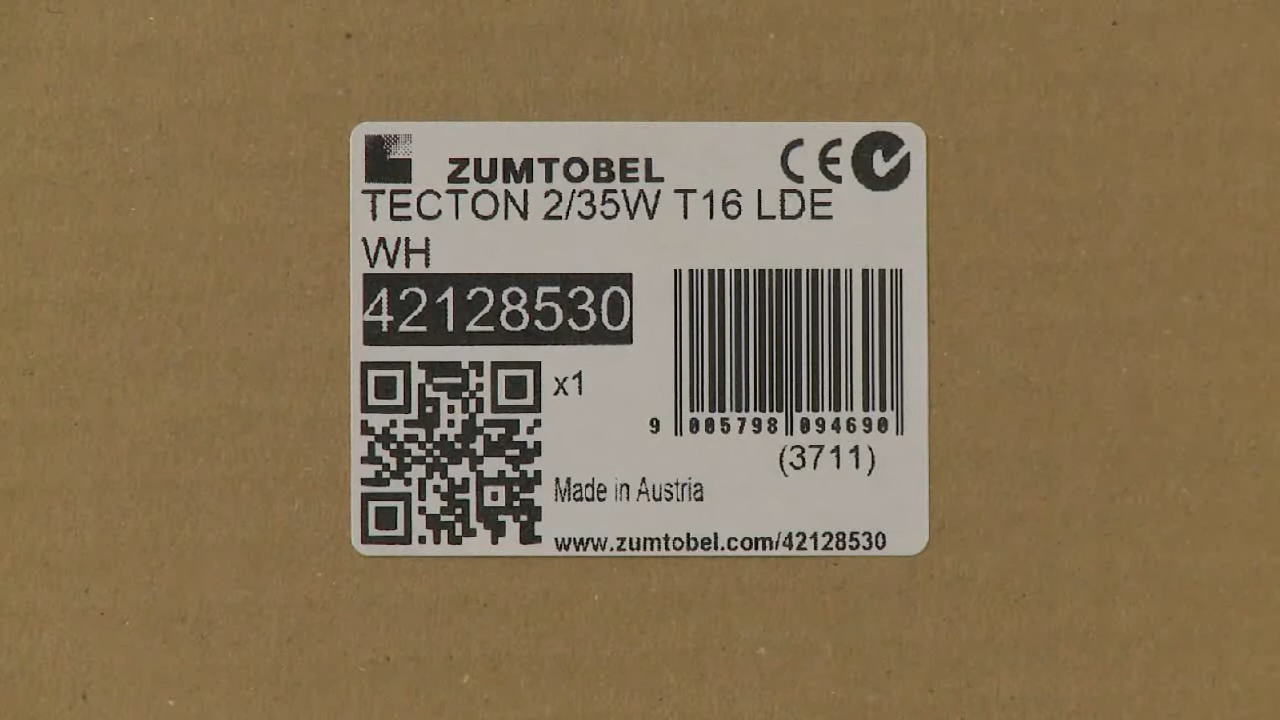 ZUMTOBEL
CE
TECTON 2/35W T16 LDE
WH
42128530
x1
9 005798 094690
(3711)
Made in Austria
www.zumtobel.com/42128530